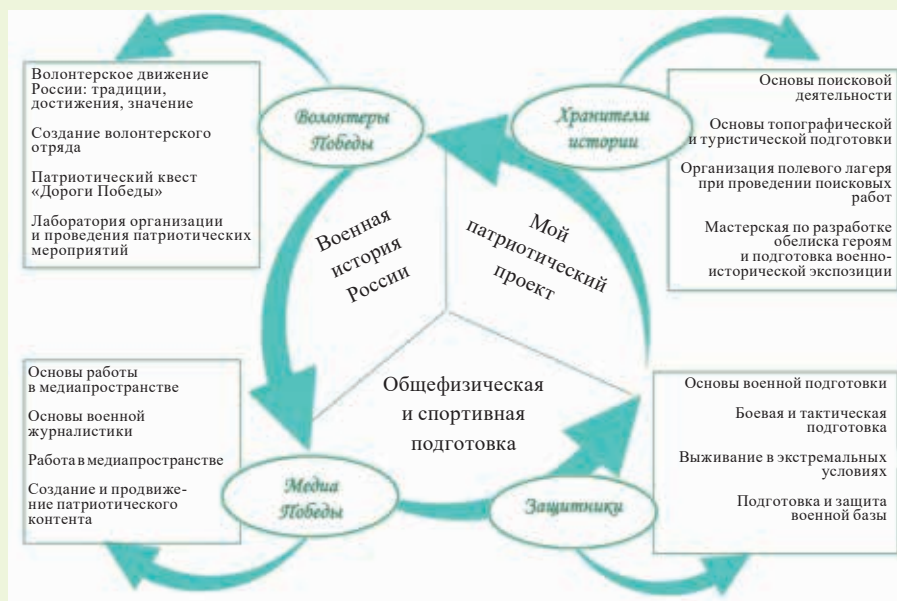 Волонтерское движение
России: традиции,
достижения, значение
Создание волонтерского
отряда
Патриотический квест
«Дороги Победы»
Лаборатория организации
и проведения патриотических
мероприятий
Волонтеры
Победы
Хранители
истории
Основы поисковой
деятельности
Основы топографической
и туристической подготовки
Организация полевого лагеря
при проведении поисковых
работ
Мастерская по разработке
обелиска героям
и подготовка военно-
исторической экспозиции
Военная
история
России
Мой
патриотический
проект
Общефизическая
и спортивная
подготовка
Основы работы
в медиапространстве
Основы военной
журналистики
Работа в медиапространстве
Создание и продвиже-
ние патриотического
контента
Медиа
Победы
Защитники
Основы военной подготовки
Боевая и тактическая
подготовка
Выживание в экстремальных
условиях
Подготовка и защита
военной базы